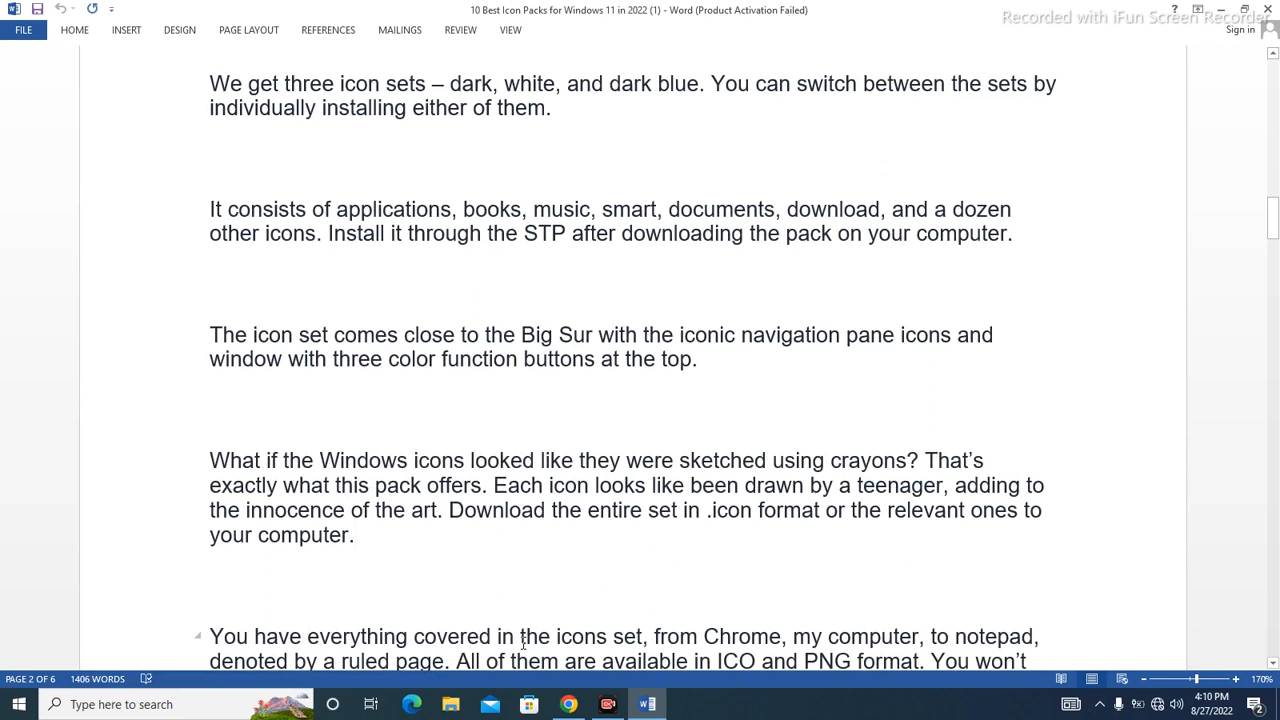 10 Best Icon Packs for Windows 11 in 2022 (1) - Word (Product Activation Failed)
Recorded with iFun Screen Recorder
FILE HOME INSERT DESIGN PAGE LAYOUT REFERENCES MAILINGS REVIEW VIEW Sign in
We get three icon sets – dark, white, and dark blue. You can switch between the sets by
individually installing either of them.
It consists of applications, books, music, smart, documents, download, and a dozen
other icons. Install it through the STP after downloading the pack on your computer.
The icon set comes close to the Big Sur with the iconic navigation pane icons and
window with three color function buttons at the top.
What if the Windows icons looked like they were sketched using crayons? That’s
exactly what this pack offers. Each icon looks like been drawn by a teenager, adding to
the innocence of the art. Download the entire set in .icon format or the relevant ones to
your computer.
You have everything covered in the icons set, from Chrome, my computer, to notepad,
denoted by a ruled page. All of them are available in ICO and PNG format. You won’t
PAGE 2 OF 6 1406 WORDS 170%
Type here to search
4:10 PM
8/27/2022
2